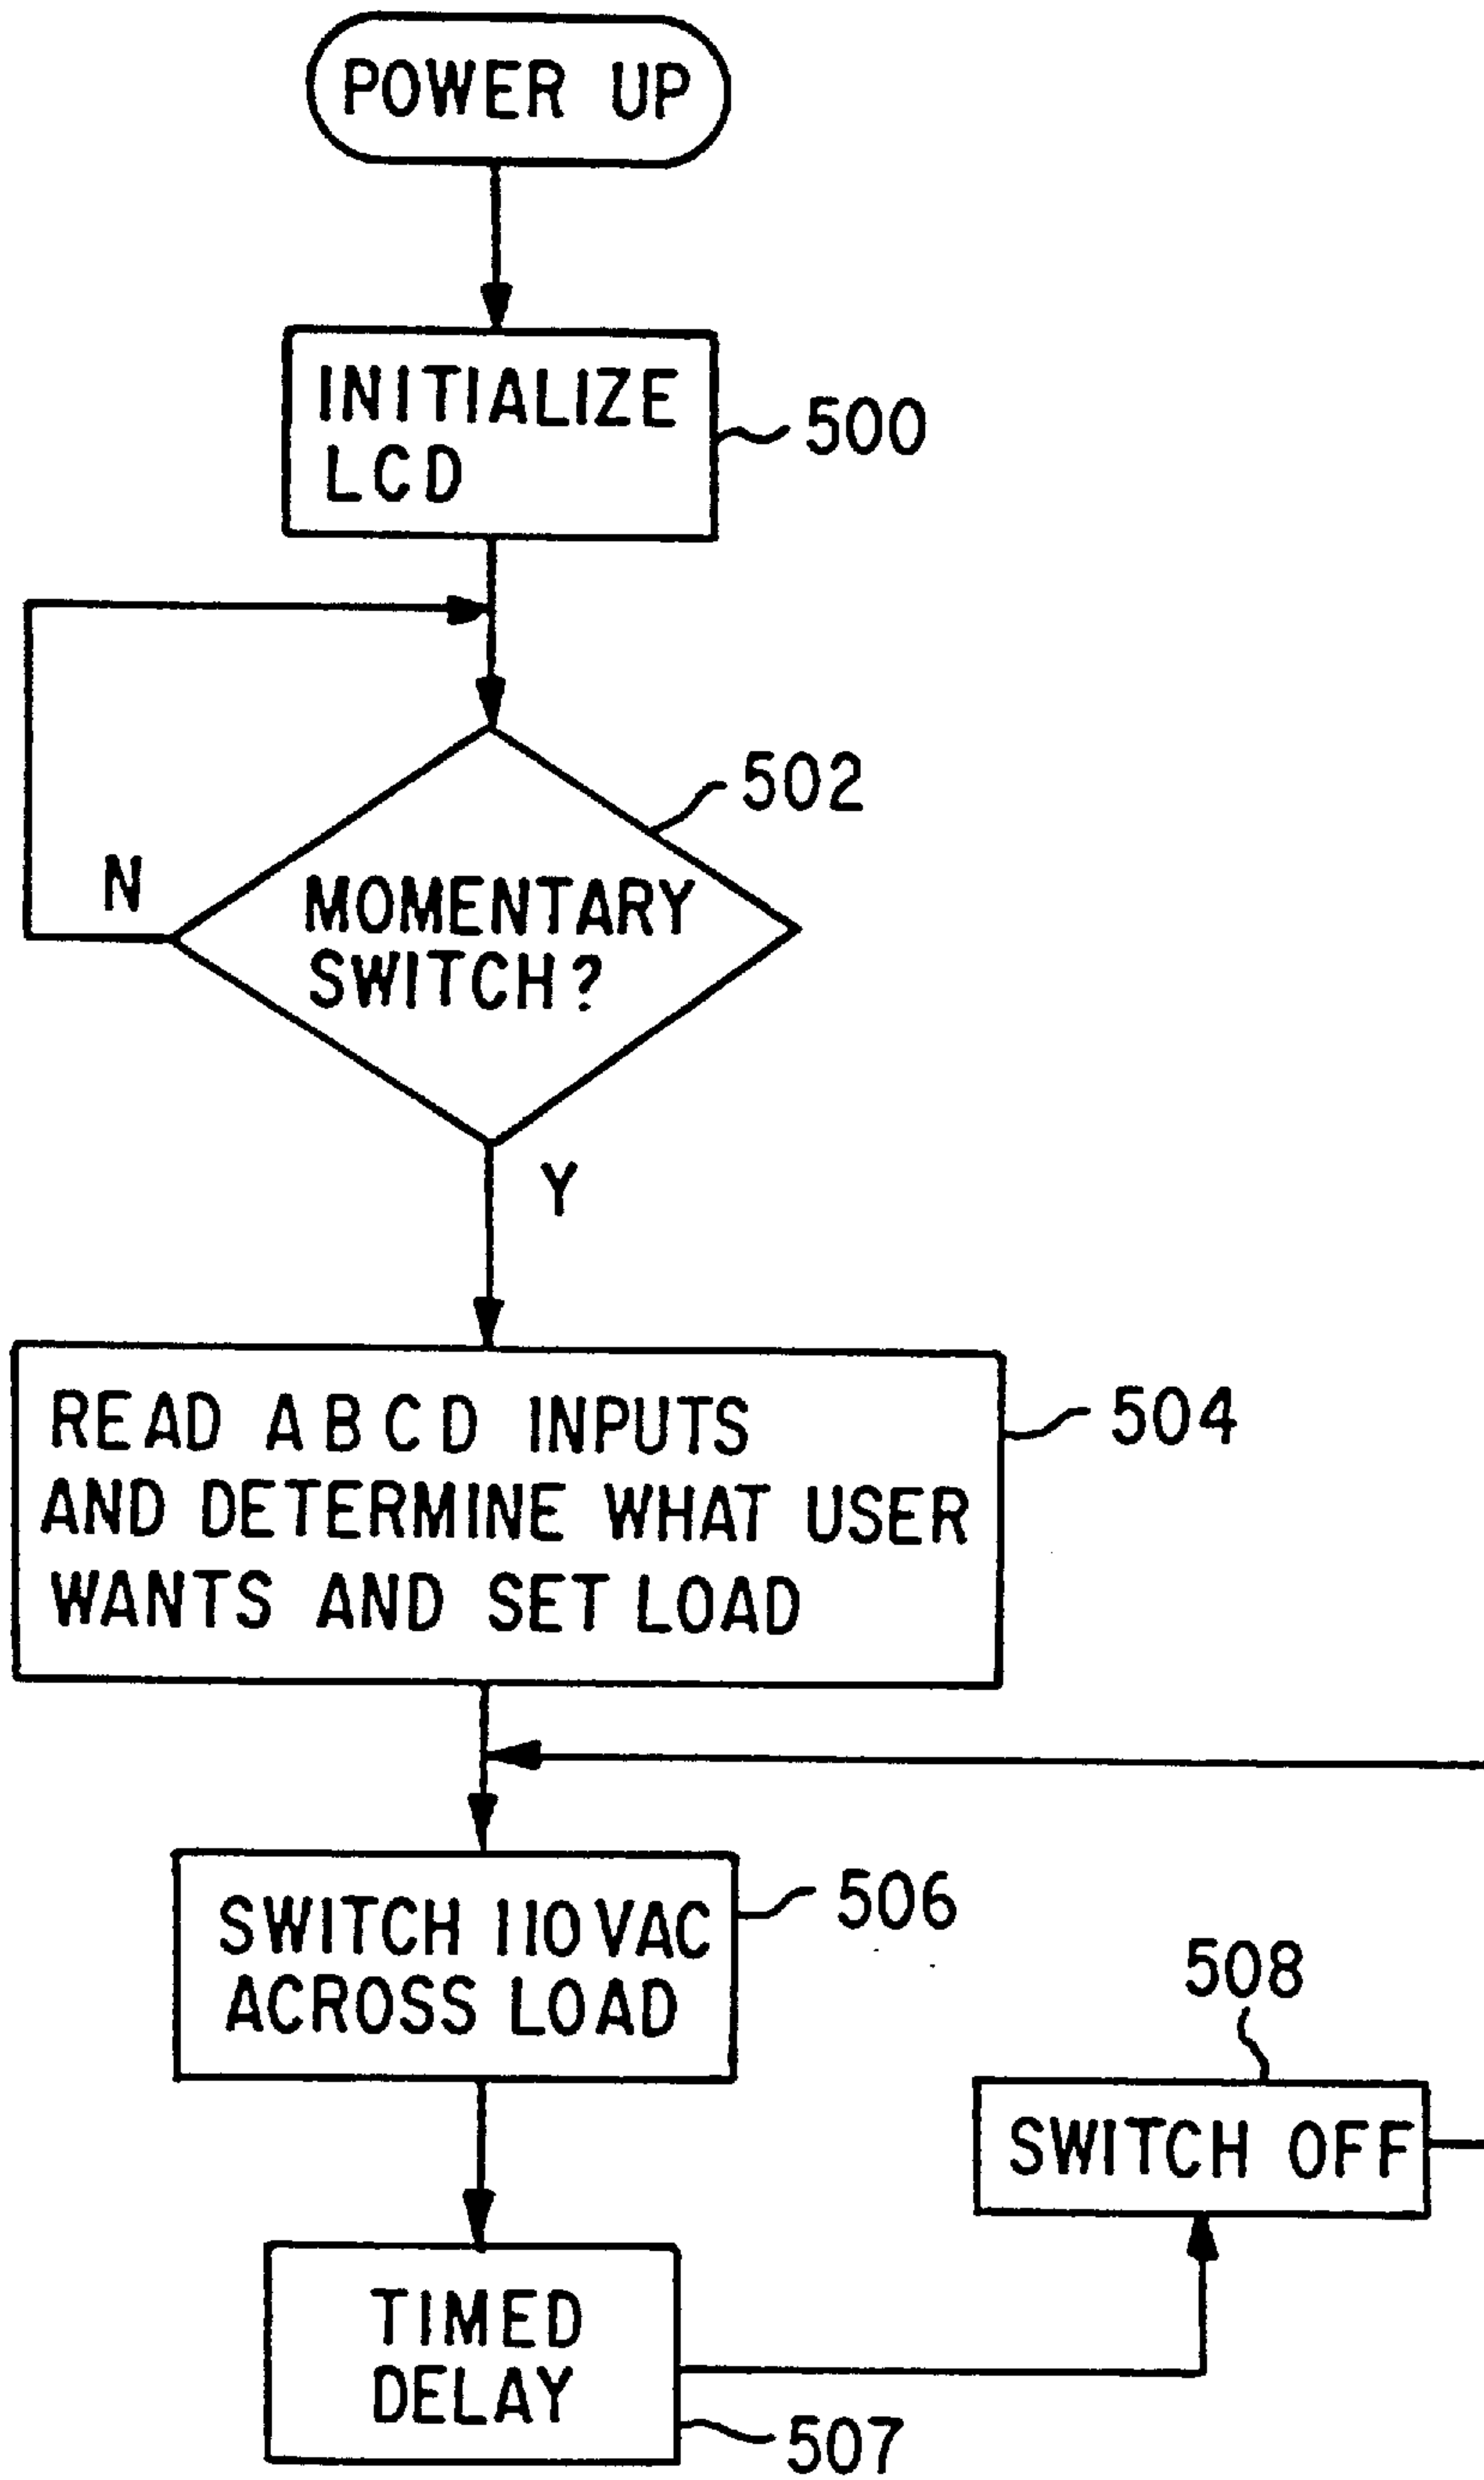 POWER UP
INITIALIZE
LCD
500
502
N
MOMENTARY
SWITCH?
Y
READ A B C D INPUTS
AND DETERMINE WHAT USER
WANTS AND SET LOAD
504
SWITCH 110 VAC
ACROSS LOAD
506
508
SWITCH OFF
TIMED
DELAY
507